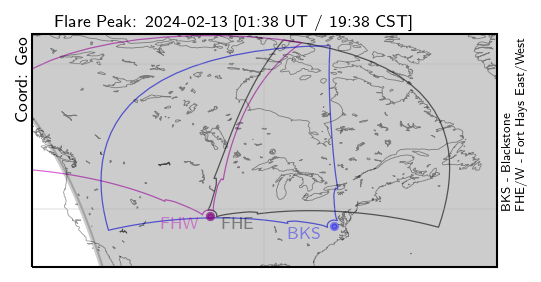 Flare Peak: 2024-02-13 [01:38 UT / 19:38 CST]
Coord: Geo
FHW
FHE
BKS
BKS - Blackstone
FHE/W - Fort Hays East/West